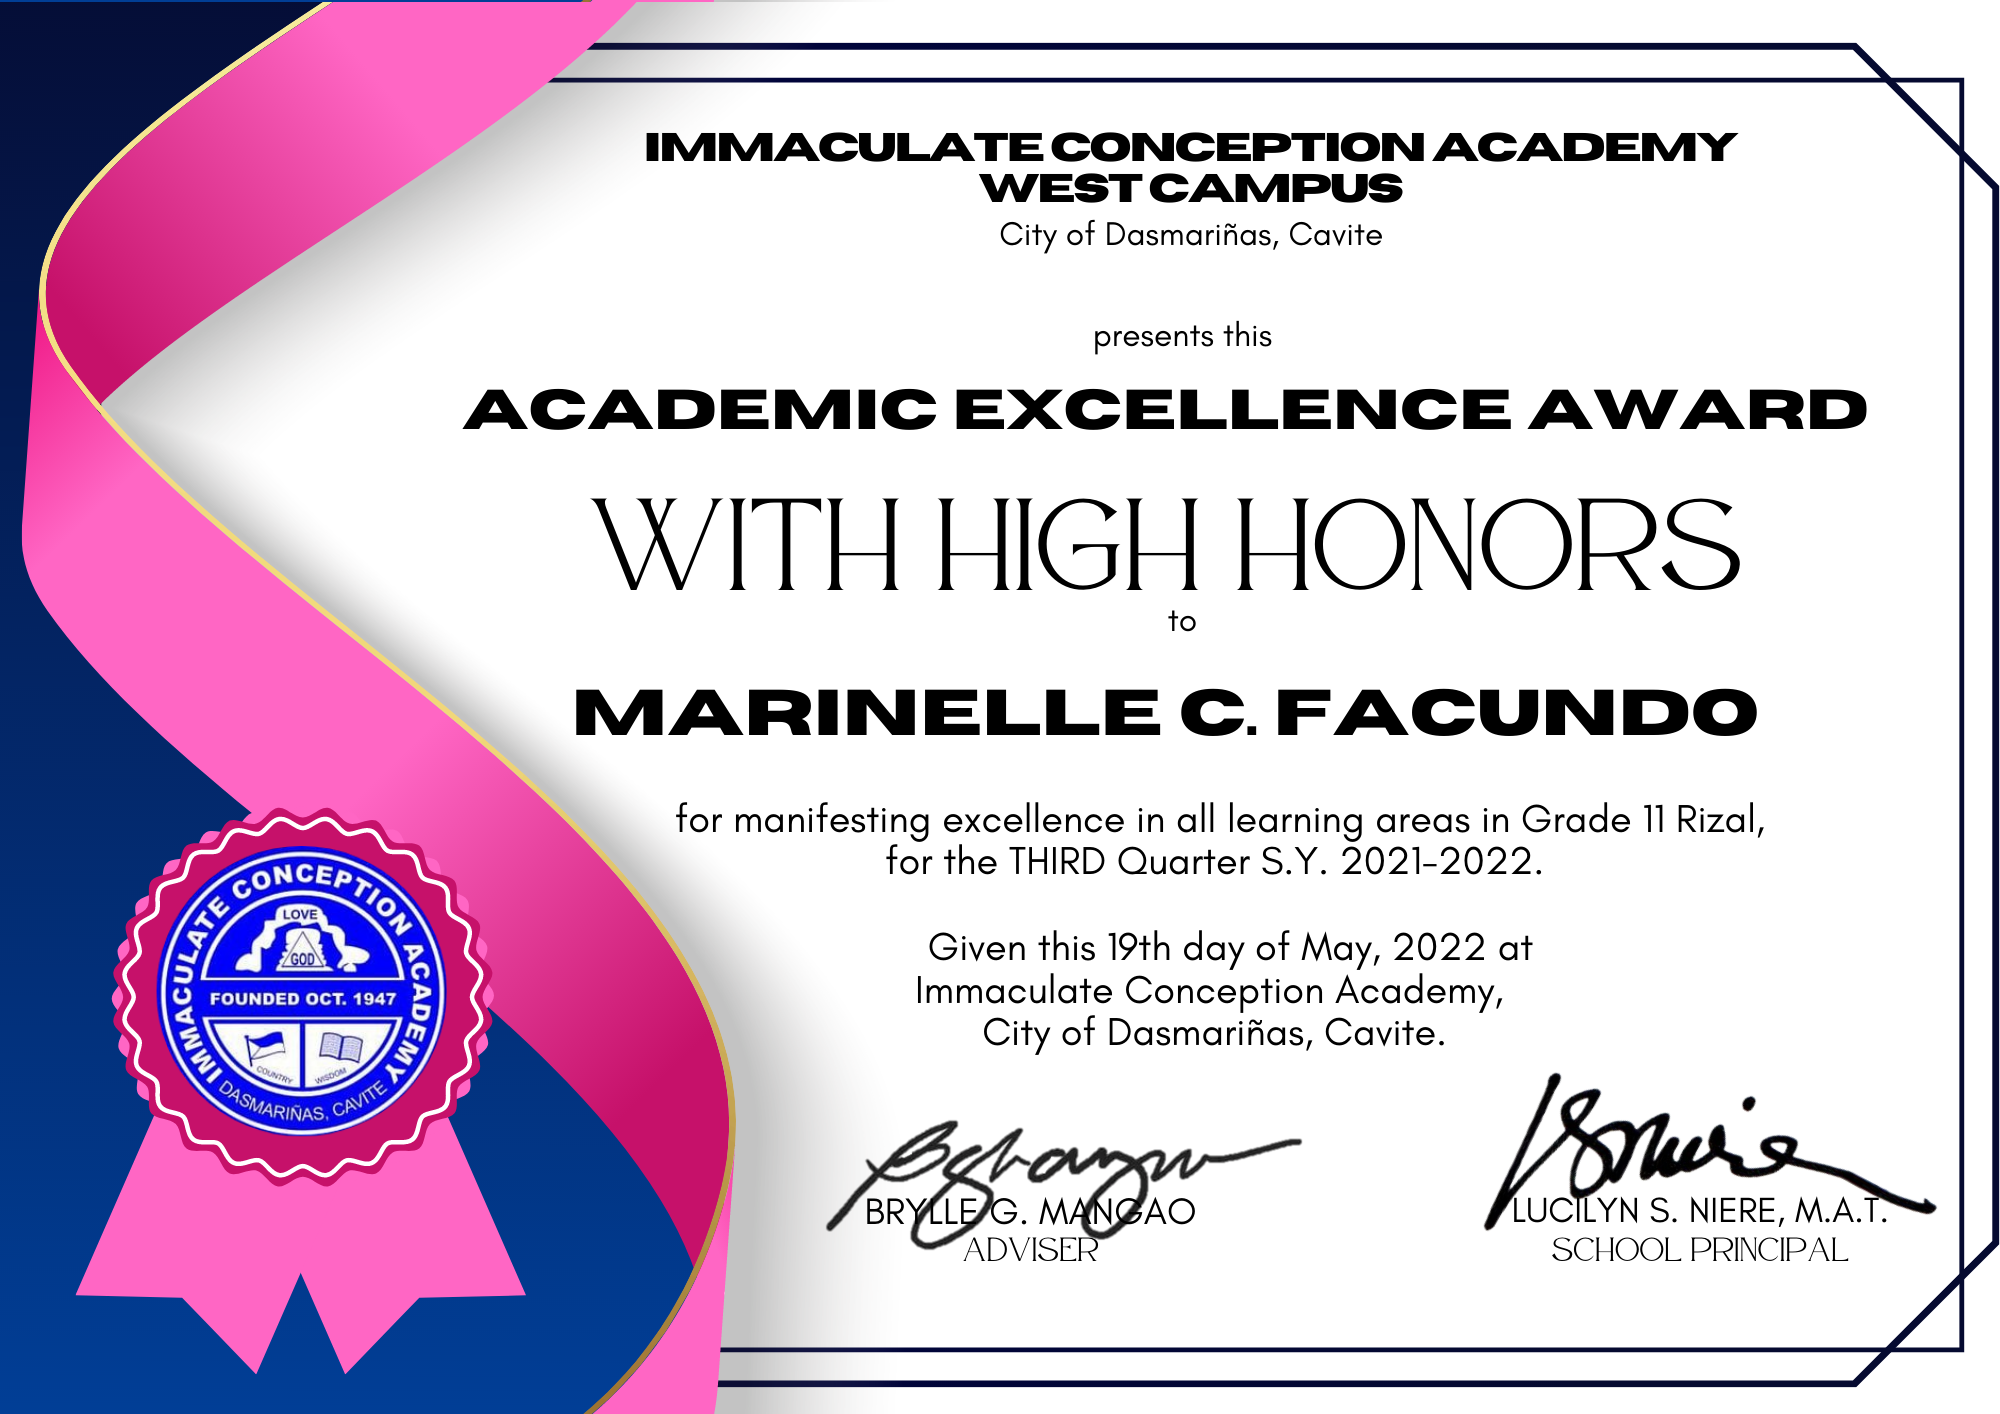 IMMACULATE CONCEPTION ACADEMY
WEST CAMPUS
City of Dasmariñas, Cavite
presents this
ACADEMIC EXCELLENCE AWARD
WITH HIGH HONORS
to
MARINELLE C. FACUNDO
for manifesting excellence in all learning areas in Grade 11 Rizal,
for the THIRD Quarter S.Y. 2021-2022.
Given this 19th day of May, 2022 at
Immaculate Conception Academy,
City of Dasmariñas, Cavite.
BRYLLE G. MANGAO
ADVISER
LUCILYN S. NIERE, M.A.T.
SCHOOL PRINCIPAL
IMMACULATE CONCEPTION ACADEMY
LOVE
GOD
FOUNDED OCT. 1947
COUNTRY
WISDOM
DASMARIÑAS, CAVITE